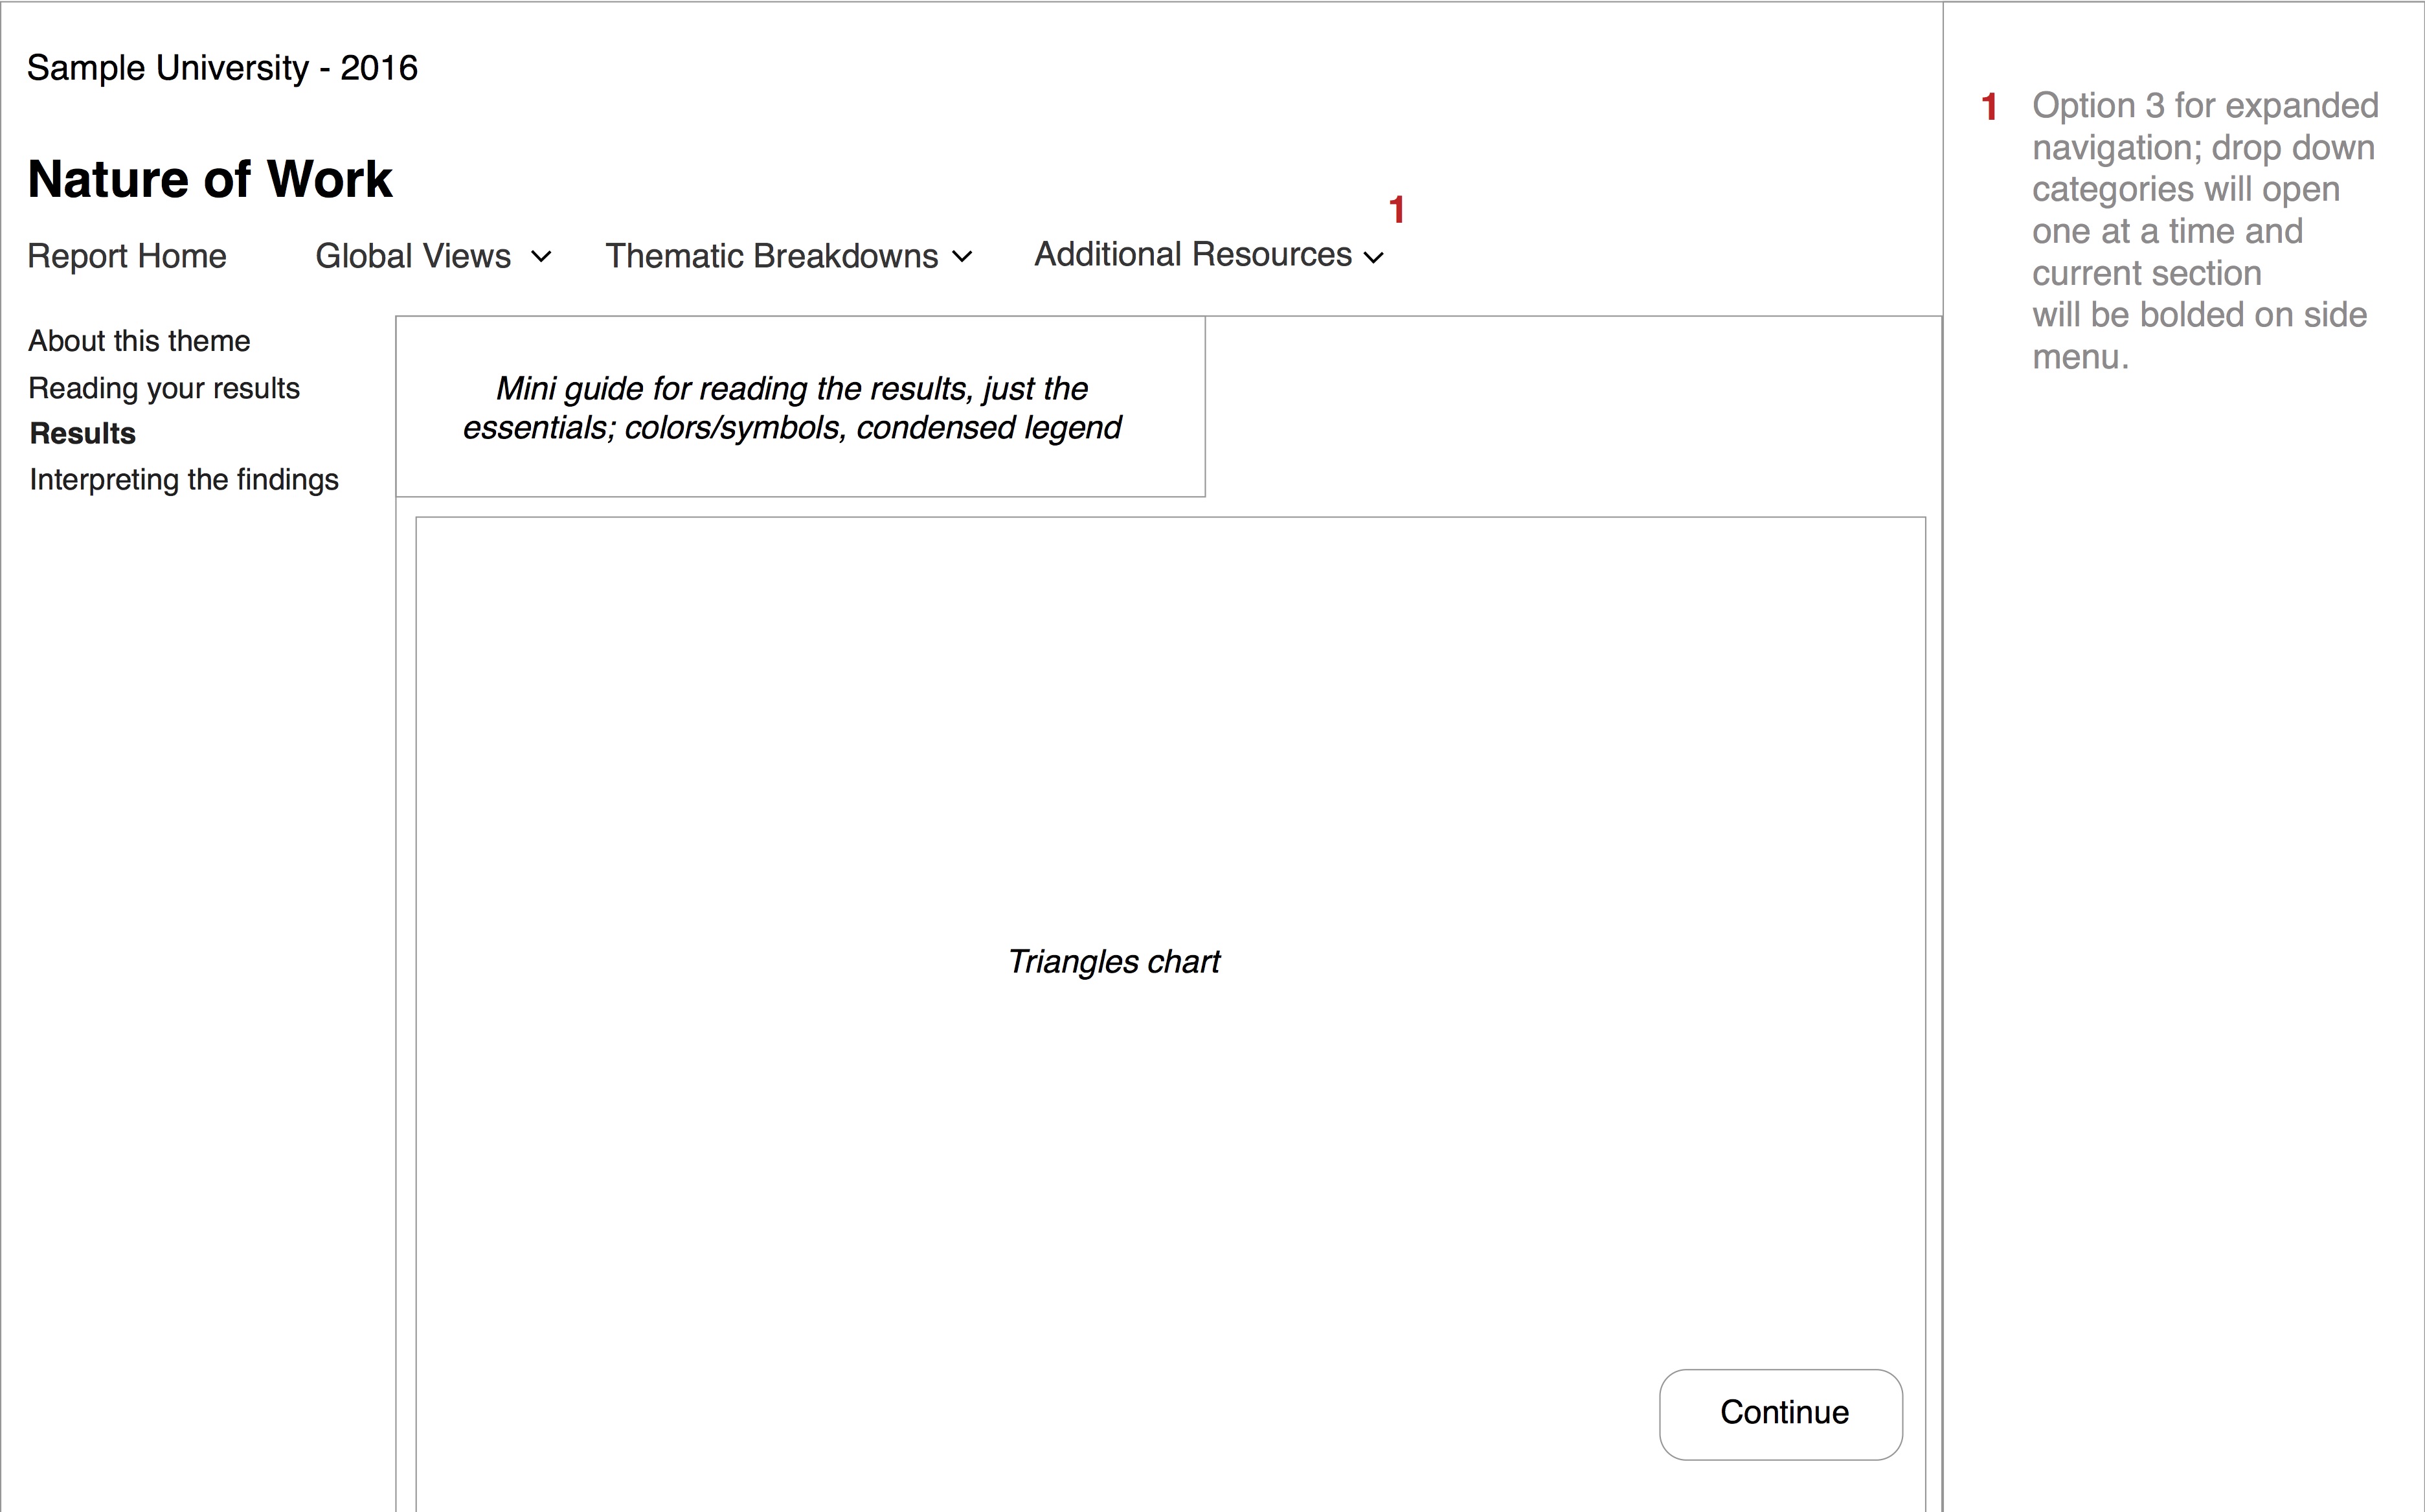 Sample University - 2016
Nature of Work
1
Report Home Global Views Thematic Breakdowns Additional Resources
About this theme
Reading your results
Results
Interpreting the findings
Mini guide for reading the results, just the
essentials; colors/symbols, condensed legend
Triangles chart
Continue
1 Option 3 for expanded
navigation; drop down
categories will open
one at a time and
current section
will be bolded on side
menu.